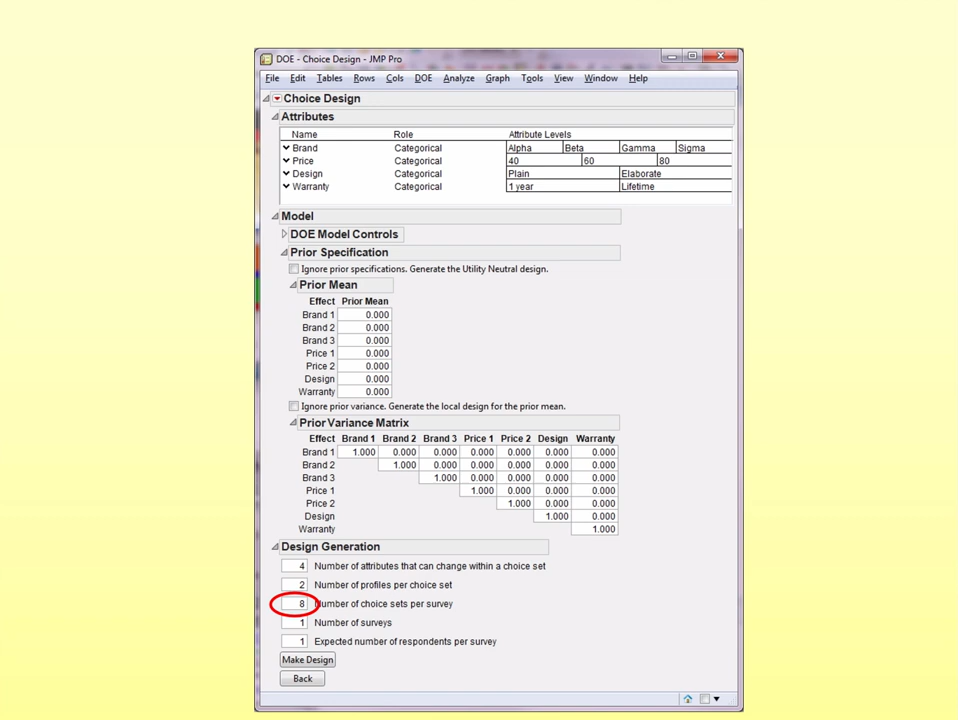 DOE - Choice Design - JMP Pro
File Edit Tables Rows Cols DOE Analyze Graph Tools View Window Help
Choice Design
Attributes
Name Role Attribute Levels
Brand Categorical Alpha Beta Gamma Sigma
Price Categorical 40 60 80
Design Categorical Plain Elaborate
Warranty Categorical 1 year Lifetime
Model
DOE Model Controls
Prior Specification
Ignore prior specifications. Generate the Utility Neutral design.
Prior Mean
Effect Prior Mean
Brand 1 0.000
Brand 2 0.000
Brand 3 0.000
Price 1 0.000
Price 2 0.000
Design 0.000
Warranty 0.000
Ignore prior variance. Generate the local design for the prior mean.
Prior Variance Matrix
Effect Brand 1 Brand 2 Brand 3 Price 1 Price 2 Design Warranty
Brand 1 1.000 0.000 0.000 0.000 0.000 0.000 0.000
Brand 2 1.000 0.000 0.000 0.000 0.000 0.000
Brand 3 1.000 0.000 0.000 0.000 0.000
Price 1 1.000 0.000 0.000 0.000
Price 2 1.000 0.000 0.000
Design 1.000 0.000
Warranty 1.000
Design Generation
4 Number of attributes that can change within a choice set
2 Number of profiles per choice set
8 Number of choice sets per survey
1 Number of surveys
1 Expected number of respondents per survey
Make Design
Back